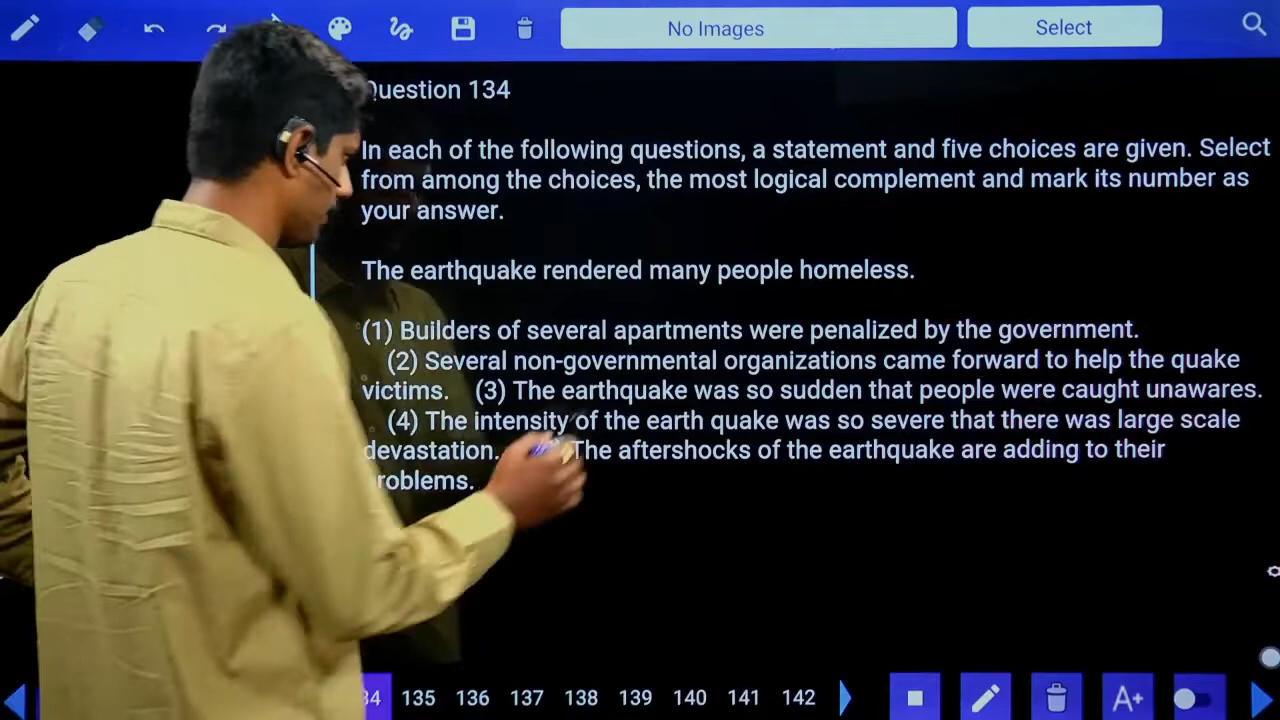 No Images
Select
Question 134
In each of the following questions, a statement and five choices are given. Select
from among the choices, the most logical complement and mark its number as
your answer.
The earthquake rendered many people homeless.
(1) Builders of several apartments were penalized by the government.
(2) Several non-governmental organizations came forward to help the quake
victims. (3) The earthquake was so sudden that people were caught unawares.
(4) The intensity of the earth quake was so severe that there was large scale
devastation. The aftershocks of the earthquake are adding to their
problems.
34 135 136 137 138 139 140 141 142
A+